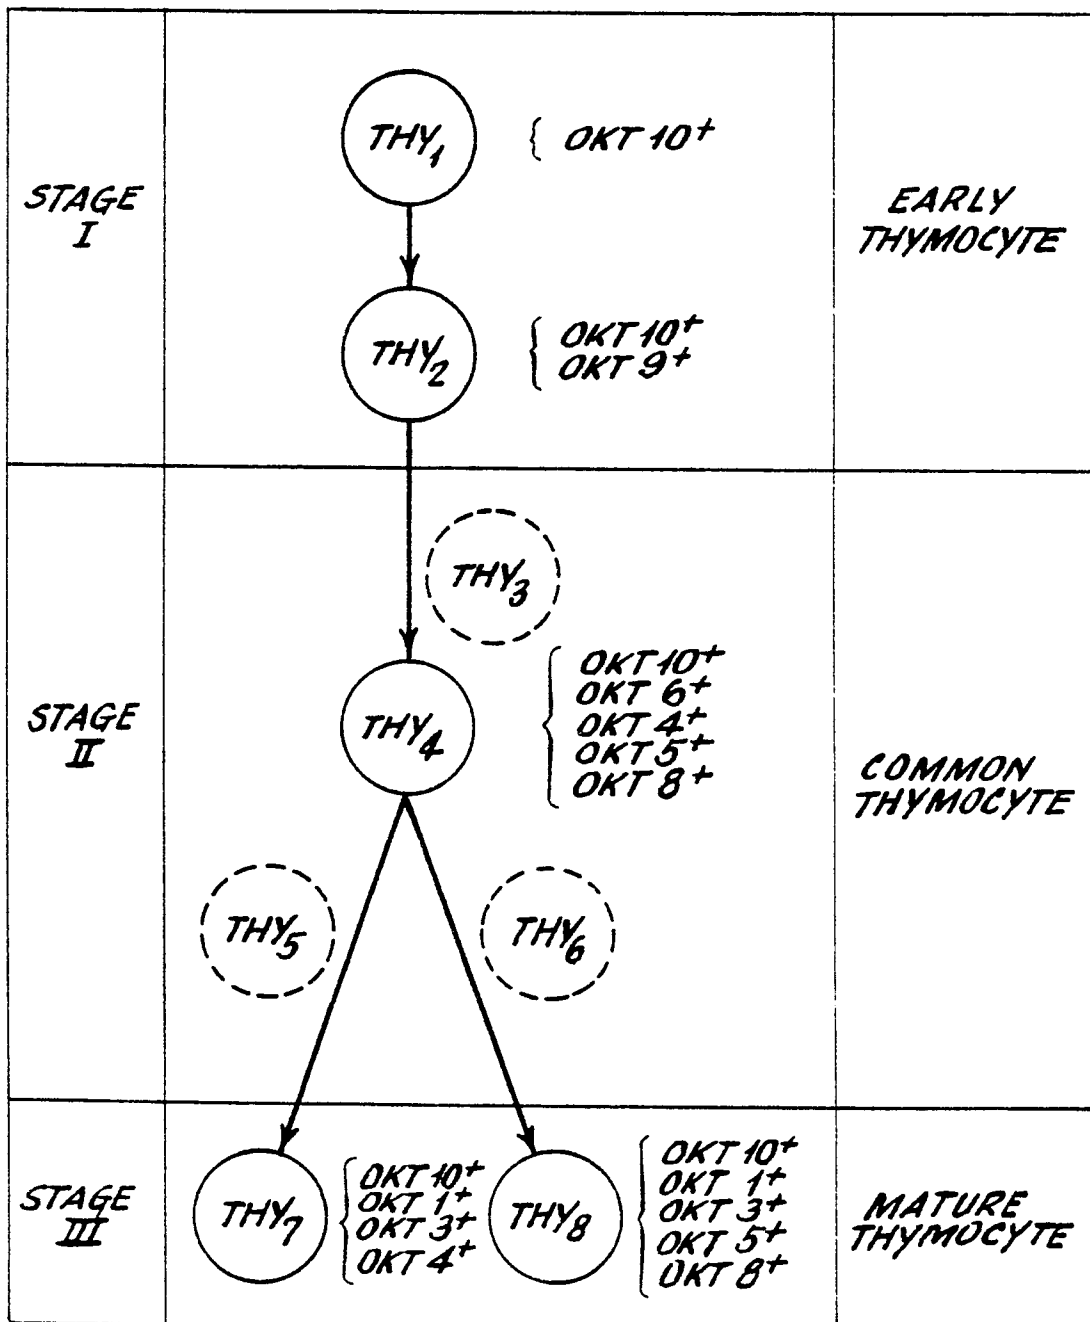 STAGE
I
THY₁
OKT 10⁺
EARLY
THYMOCYTE
THY₂
OKT 10⁺
OKT 9⁺
STAGE
II
THY₃
THY₄
OKT 10⁺
OKT 6⁺
OKT 4⁺
OKT 5⁺
OKT 8⁺
COMMON
THYMOCYTE
THY₅
THY₆
STAGE
III
THY₇
OKT 10⁺
OKT 1⁺
OKT 3⁺
OKT 4⁺
THY₈
OKT 10⁺
OKT 1⁺
OKT 3⁺
OKT 5⁺
OKT 8⁺
MATURE
THYMOCYTE